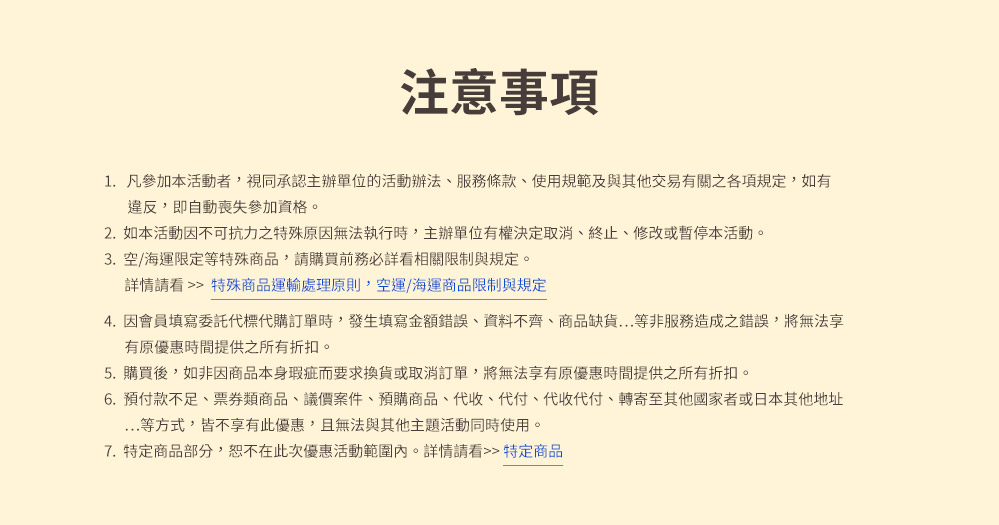 注意事項
1. 凡參加本活動者，視同承認主辦單位的活動辦法、服務條款、使用規範及與其他交易有關之各項規定，如有
違反，即自動喪失參加資格。
2. 如本活動因不可抗力之特殊原因無法執行時，主辦單位有權決定取消、終止、修改或暫停本活動。
3. 空/海運限定等特殊商品，請購買前務必詳看相關限制與規定。
詳情請看 >> 特殊商品運輸處理原則，空運/海運商品限制與規定
4. 因會員填寫委託代標代購訂單時，發生填寫金額錯誤、資料不齊、商品缺貨…等非服務造成之錯誤，將無法享
有原優惠時間提供之所有折扣。
5. 購買後，如非因商品本身瑕疵而要求換貨或取消訂單，將無法享有原優惠時間提供之所有折扣。
6. 預付款不足、票券類商品、議價案件、預購商品、代收、代付、代收代付、轉寄至其他國家者或日本其他地址
…等方式，皆不享有此優惠，且無法與其他主題活動同時使用。
7. 特定商品部分，恕不在此次優惠活動範圍內。詳情請看>> 特定商品